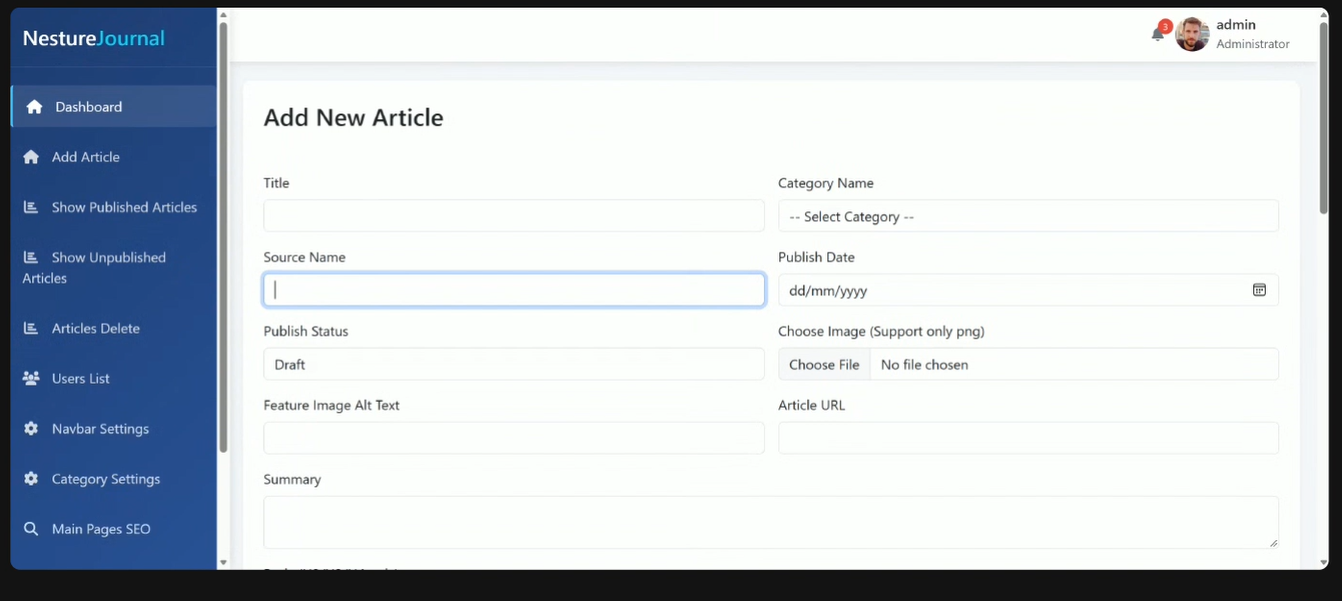 NestureJournal
3
admin
Administrator
Dashboard
Add Article
Show Published Articles
Show Unpublished
Articles
Articles Delete
Users List
Navbar Settings
Category Settings
Main Pages SEO
Add New Article
Title
Category Name
-- Select Category --
Source Name
Publish Date
dd/mm/yyyy
Publish Status
Choose Image (Support only png)
Draft
Choose File
No file chosen
Feature Image Alt Text
Article URL
Summary